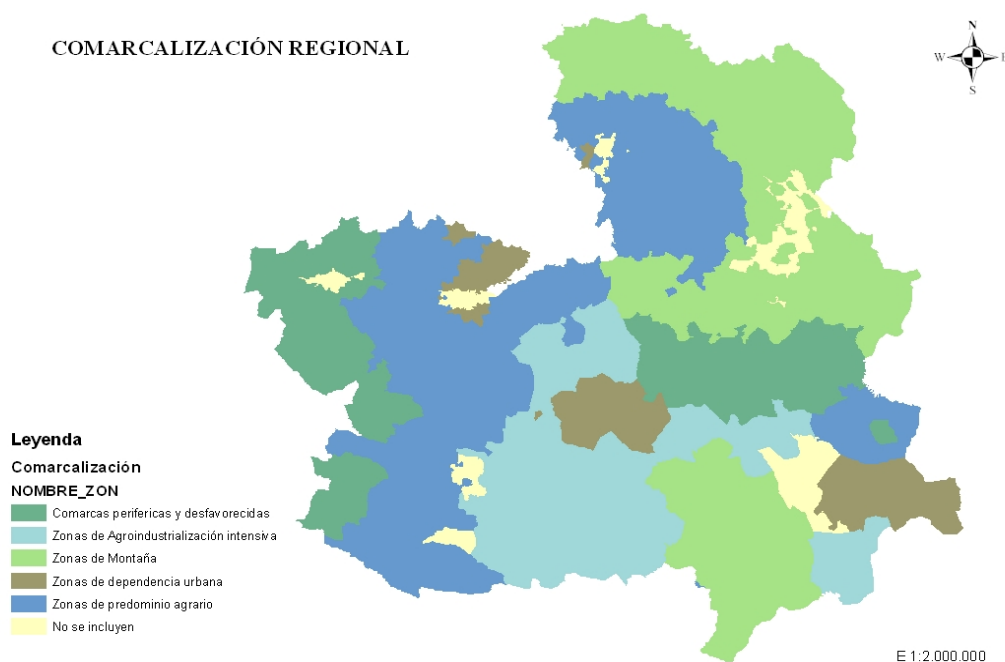 COMARCALIZACIÓN REGIONAL
N
W
E
S
Leyenda
Comarcalización
NOMBRE_ZON
Comarcas perifericas y desfavorecidas
Zonas de Agroindustrialización intensiva
Zonas de Montaña
Zonas de dependencia urbana
Zonas de predominio agrario
No se incluyen
E 1:2.000.000